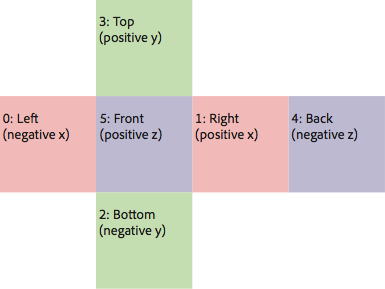 3: Top
(positive y)
0: Left
(negative x)
5: Front
(positive z)
1: Right
(positive x)
4: Back
(negative z)
2: Bottom
(negative y)